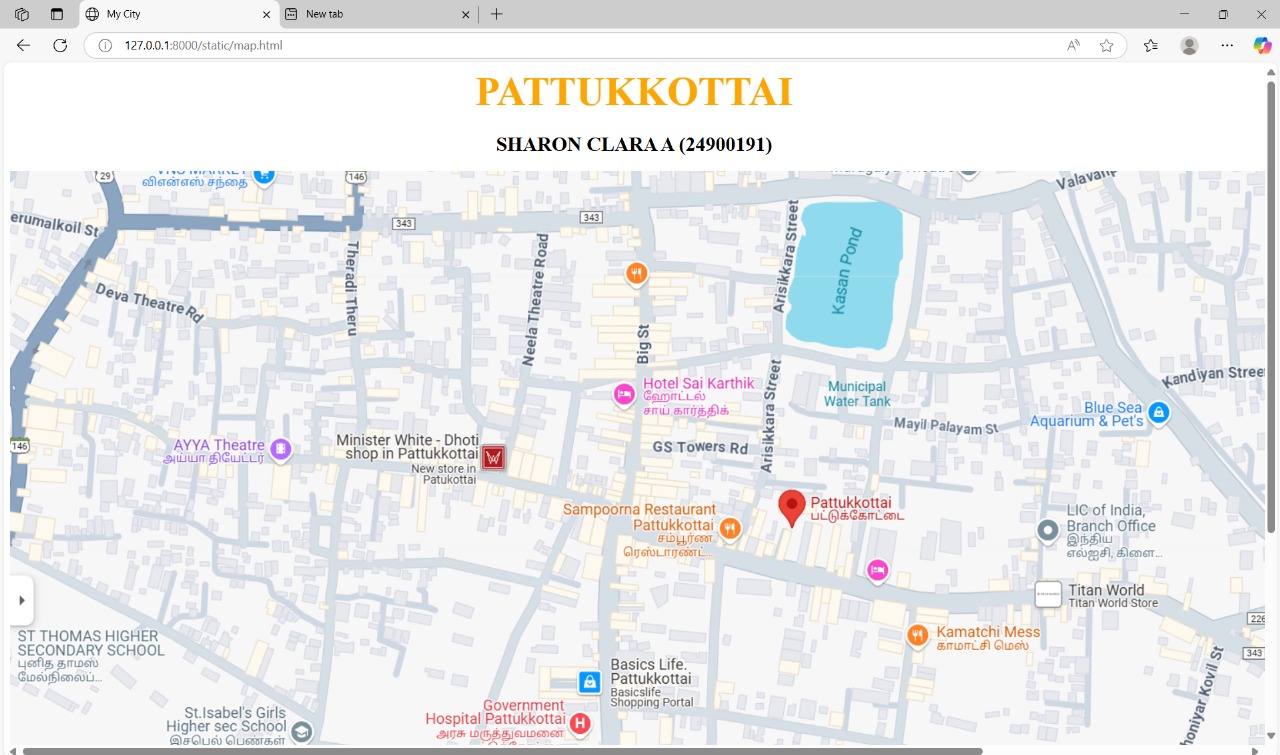 My City
New tab
127.0.0.1:8000/static/map.html
PATTUKKOTTAI
SHARON CLARA A (24900191)
29
VNS MARKET
விஎன்எஸ் சந்தை
146
343
343
erumalkoil St
Deva Theatre Rd
Theradi Theru
Neela Theatre Road
Big St
Arisikkara Street
Kasan Pond
Valavan
Hotel Sai Karthik
ஹோட்டல்
சாய் கார்த்திக்
Municipal
Water Tank
Kandiyan Street
Blue Sea
Aquarium & Pet's
Mayil Palayam St
Arisikkara Street
GS Towers Rd
146
AYYA Theatre
அய்யா தியேட்டர்
Minister White - Dhoti
shop in Pattukkottai
New store in
Patukottai
Sampoorna Restaurant
Pattukkottai
சம்பூர்ண
ரெஸ்டாரண்ட்...
Pattukkottai
பட்டுக்கோட்டை
LIC of India,
Branch Office
இந்திய
எல்ஐசி, கிளை...
Titan World
Titan World Store
226
343
Kamatchi Mess
காமாட்சி மெஸ்
ST THOMAS HIGHER
SECONDARY SCHOOL
புனித தாமஸ்
மேல்நிலைப்...
Basics Life.
Pattukkottai
Basicslife
Shopping Portal
honiyar Kovil St
St.Isabel's Girls
Higher sec School
இசபெல் பெண்கள்
Government
Hospital Pattukkottai
அரசு மருத்துவமனை